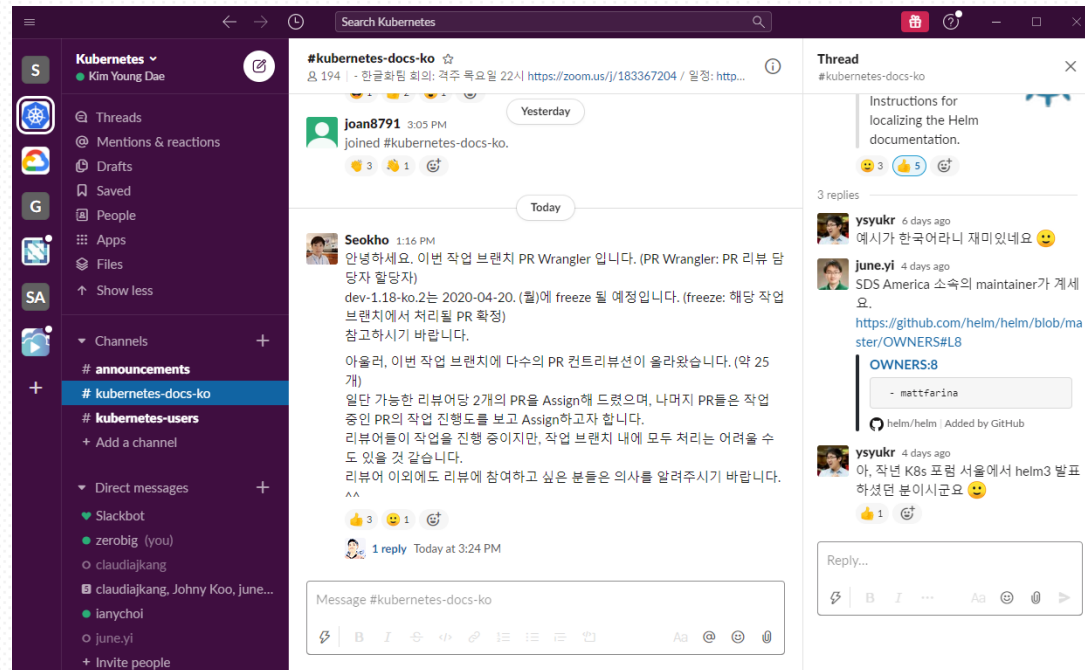 Search Kubernetes
S
G
SA
Kubernetes
Kim Young Dae
Threads
Mentions & reactions
Drafts
Saved
People
Apps
Files
Show less
Channels
# announcements
# kubernetes-docs-ko
# kubernetes-users
+ Add a channel
Direct messages
Slackbot
zerobig (you)
claudiajkang
5 claudiajkang, Johny Koo, june...
ianychoi
june.yi
+ Invite people
#kubernetes-docs-ko
194 | - 한글화팀 회의: 격주 목요일 22시 https://zoom.us/j/183367204 / 일정: http...
1 2 1
Yesterday
joan8791 3:05 PM
joined #kubernetes-docs-ko.
3 1
Today
Seokho 1:16 PM
안녕하세요. 이번 작업 브랜치 PR Wrangler 입니다. (PR Wrangler: PR 리뷰 담
당자 할당자)
dev-1.18-ko.2는 2020-04-20. (월)에 freeze 될 예정입니다. (freeze: 해당 작업
브랜치에서 처리될 PR 확정)
참고하시기 바랍니다.
아울러, 이번 작업 브랜치에 다수의 PR 컨트리뷰션이 올라왔습니다. (약 25
개)
일단 가능한 리뷰어당 2개의 PR을 Assign해 드렸으며, 나머지 PR들은 작업
중인 PR의 작업 진행도를 보고 Assign하고자 합니다.
리뷰어들이 작업을 진행 중이지만, 작업 브랜치 내에 모두 처리는 어려울 수
도 있을 것 같습니다.
리뷰어 이외에도 리뷰에 참여하고 싶은 분들은 의사를 알려주시기 바랍니다.
^^
3 1
1 reply Today at 3:24 PM
Message #kubernetes-docs-ko
B I S </> Aa @
Thread
#kubernetes-docs-ko
Instructions for
localizing the Helm
documentation.
3 5
3 replies
ysyukr 6 days ago
예시가 한국어라니 재미있네요
june.yi 4 days ago
SDS America 소속의 maintainer가 계세
요.
https://github.com/helm/helm/blob/ma
ster/OWNERS#L8
OWNERS:8
- mattfarina
helm/helm | Added by GitHub
ysyukr 4 days ago
아, 작년 K8s 포럼 서울에서 helm3 발표
하셨던 분이시군요
1
Reply...
B I ... Aa